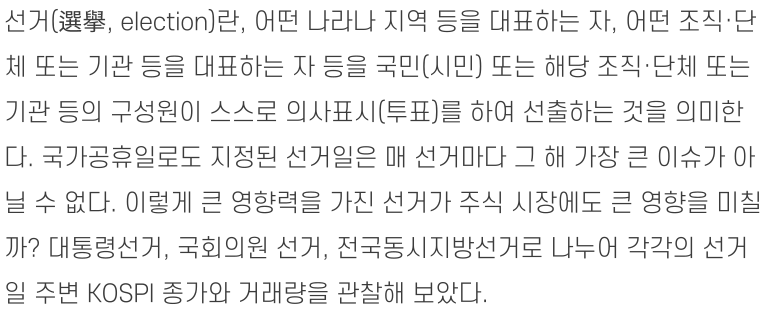 선거(選擧, election)란, 어떤 나라나 지역 등을 대표하는 자, 어떤 조직·단
체 또는 기관 등을 대표하는 자 등을 국민(시민) 또는 해당 조직·단체 또는
기관 등의 구성원이 스스로 의사표시(투표)를 하여 선출하는 것을 의미한
다. 국가공휴일로도 지정된 선거일은 매 선거마다 그 해 가장 큰 이슈가 아
닐 수 없다. 이렇게 큰 영향력을 가진 선거가 주식 시장에도 큰 영향을 미칠
까? 대통령선거, 국회의원 선거, 전국동시지방선거로 나누어 각각의 선거
일 주변 KOSPI 종가와 거래량을 관찰해 보았다.